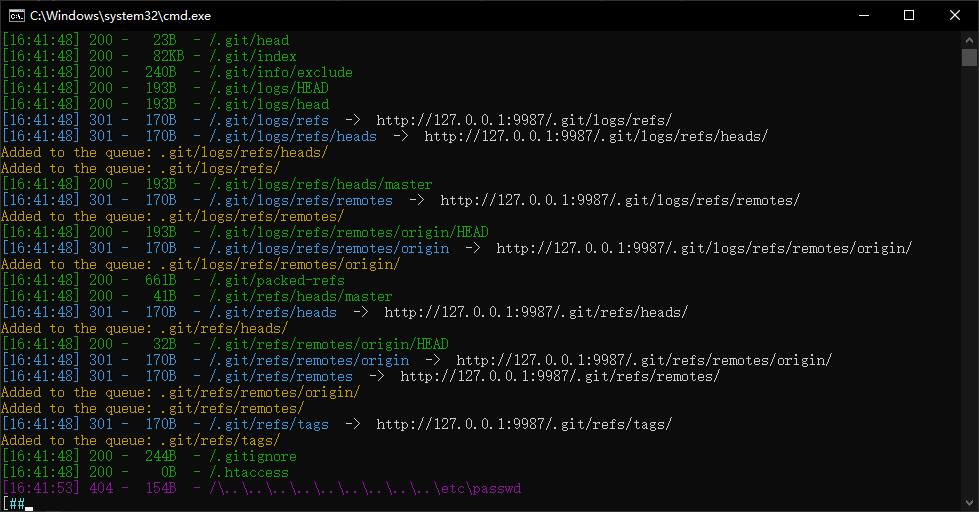 C:\Windows\system32\cmd.exe
[16:41:48] 200 -   23B  - /.git/head
[16:41:48] 200 -   82KB - /.git/index
[16:41:48] 200 -  240B  - /.git/info/exclude
[16:41:48] 200 -  193B  - /.git/logs/HEAD
[16:41:48] 200 -  193B  - /.git/logs/head
[16:41:48] 301 -  170B  - /.git/logs/refs  ->  http://127.0.0.1:9987/.git/logs/refs/
[16:41:48] 301 -  170B  - /.git/logs/refs/heads  ->  http://127.0.0.1:9987/.git/logs/refs/heads/
Added to the queue: .git/logs/refs/heads/
Added to the queue: .git/logs/refs/
[16:41:48] 200 -  193B  - /.git/logs/refs/heads/master
[16:41:48] 301 -  170B  - /.git/logs/refs/remotes  ->  http://127.0.0.1:9987/.git/logs/refs/remotes/
Added to the queue: .git/logs/refs/remotes/
[16:41:48] 200 -  193B  - /.git/logs/refs/remotes/origin/HEAD
[16:41:48] 301 -  170B  - /.git/logs/refs/remotes/origin  ->  http://127.0.0.1:9987/.git/logs/refs/remotes/origin/
Added to the queue: .git/logs/refs/remotes/origin/
[16:41:48] 200 -  661B  - /.git/packed-refs
[16:41:48] 200 -   41B  - /.git/refs/heads/master
[16:41:48] 301 -  170B  - /.git/refs/heads  ->  http://127.0.0.1:9987/.git/refs/heads/
Added to the queue: .git/refs/heads/
[16:41:48] 200 -   32B  - /.git/refs/remotes/origin/HEAD
[16:41:48] 301 -  170B  - /.git/refs/remotes/origin  ->  http://127.0.0.1:9987/.git/refs/remotes/origin/
[16:41:48] 301 -  170B  - /.git/refs/remotes  ->  http://127.0.0.1:9987/.git/refs/remotes/
Added to the queue: .git/refs/remotes/origin/
Added to the queue: .git/refs/remotes/
[16:41:48] 301 -  170B  - /.git/refs/tags  ->  http://127.0.0.1:9987/.git/refs/tags/
Added to the queue: .git/refs/tags/
[16:41:48] 200 -  244B  - /.gitignore
[16:41:48] 200 -    0B  - /.htaccess
[16:41:53] 404 -  154B  - /\..\..\..\..\..\..\..\..\..\etc\passwd
[##